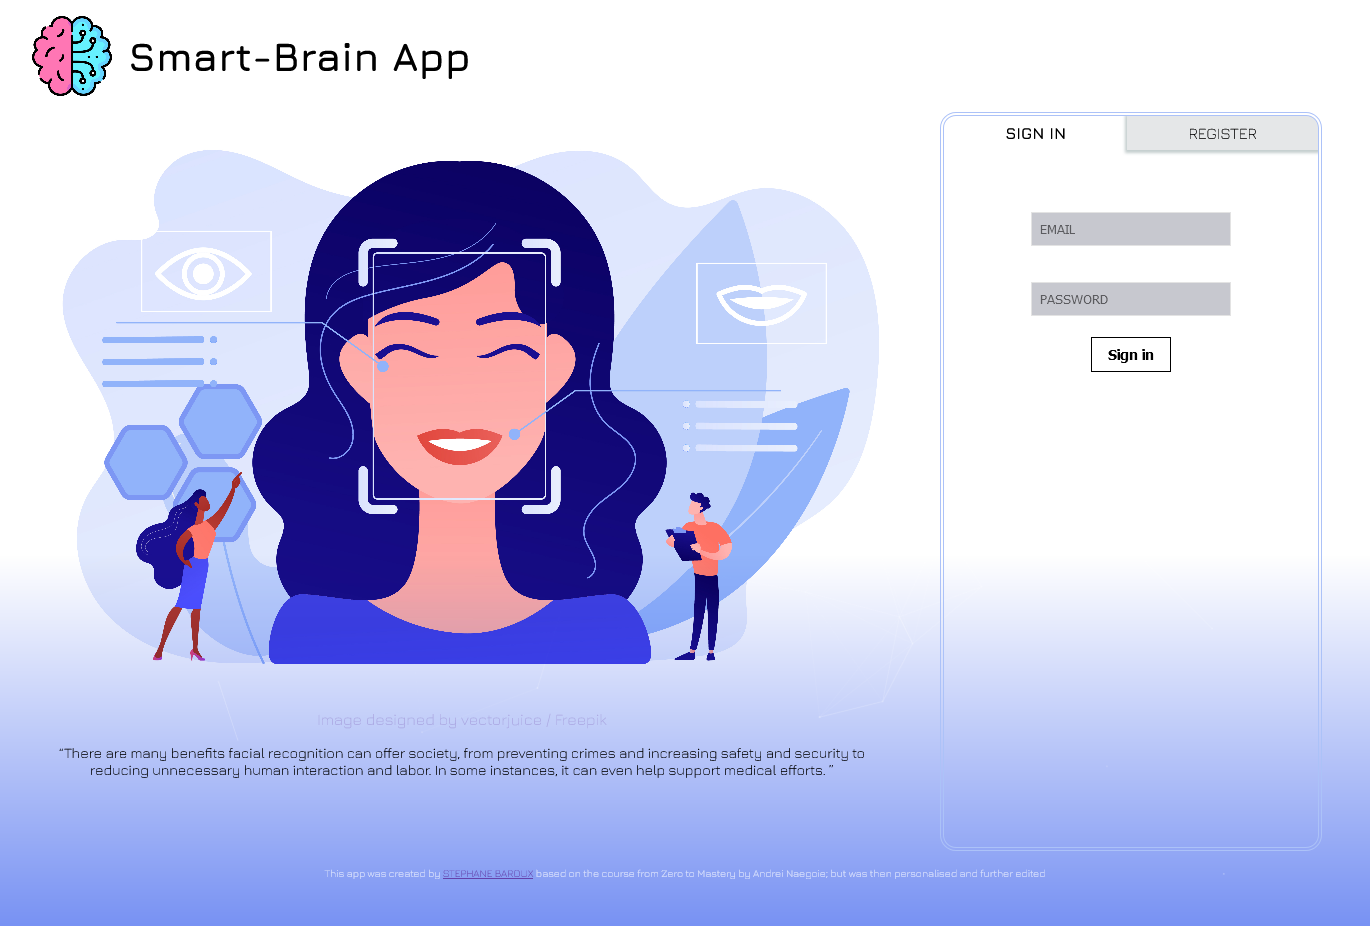 Smart-Brain App
SIGN IN
REGISTER
EMAIL
PASSWORD
Sign in
Image designed by vectorjuice / Freepik
“There are many benefits facial recognition can offer society, from preventing crimes and increasing safety and security to
reducing unnecessary human interaction and labor. In some instances, it can even help support medical efforts. ”
This app was created by STEPHANE BAROUX based on the course from Zero to Mastery by Andrei Naegoie; but was then personalised and further edited